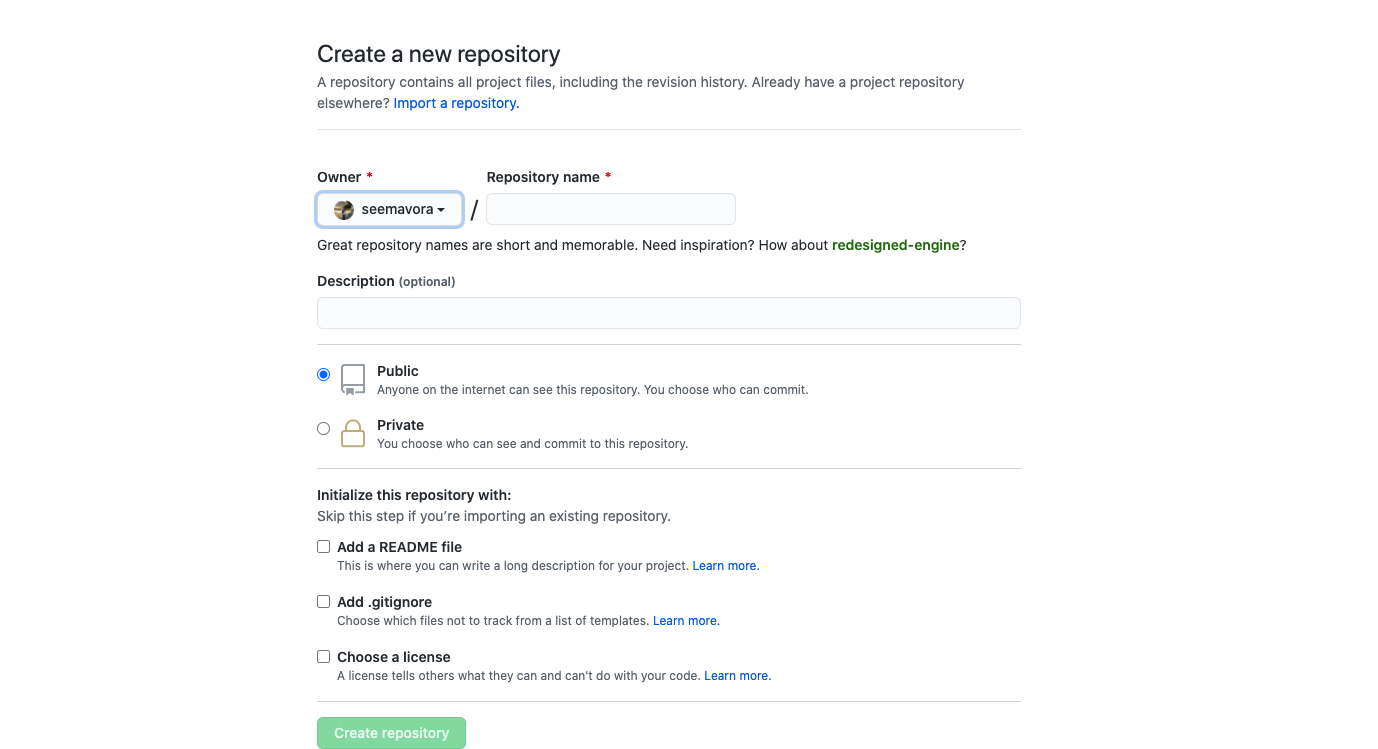 Create a new repository
A repository contains all project files, including the revision history. Already have a project repository
elsewhere? Import a repository.
Owner *
Repository name *
seemavora
/
Great repository names are short and memorable. Need inspiration? How about redesigned-engine?
Description (optional)
Public
Anyone on the internet can see this repository. You choose who can commit.
Private
You choose who can see and commit to this repository.
Initialize this repository with:
Skip this step if you’re importing an existing repository.
Add a README file
This is where you can write a long description for your project. Learn more.
Add .gitignore
Choose which files not to track from a list of templates. Learn more.
Choose a license
A license tells others what they can and can't do with your code. Learn more.
Create repository